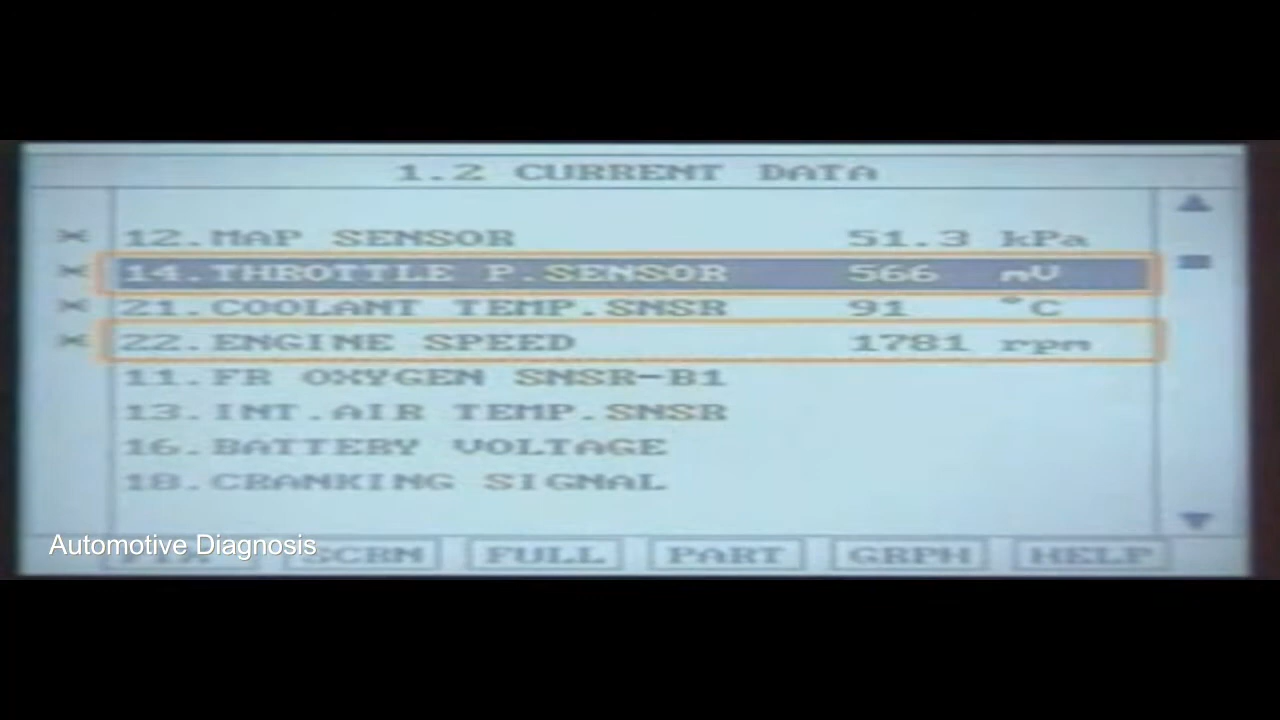 1.2 CURRENT DATA
12.MAP SENSOR 51.3 kPa
14.THROTTLE P.SENSOR 566 mV
21.COOLANT TEMP.SNSR 91 °C
22.ENGINE SPEED 1781 rpm
11.FR OXYGEN SNSR-B1
13.INT.AIR TEMP.SNSR
16.BATTERY VOLTAGE
18.CRANKING SIGNAL
Automotive Diagnosis
SCRN FULL PART GRPH HELP